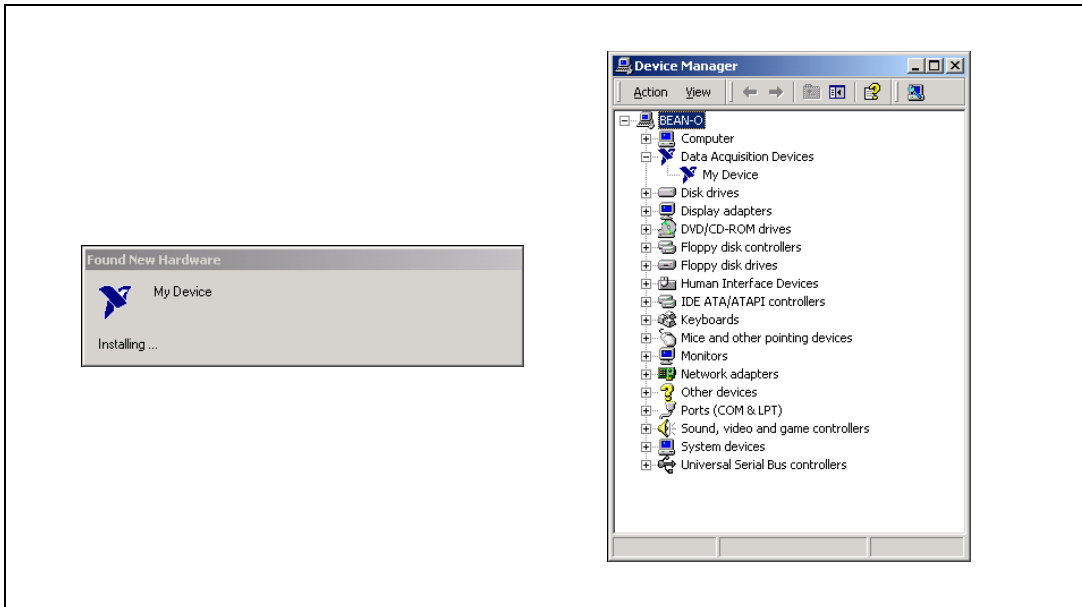 Found New Hardware
My Device
Installing ...
Device Manager
Action View
BEAN-O
Computer
Data Acquisition Devices
My Device
Disk drives
Display adapters
DVD/CD-ROM drives
Floppy disk controllers
Floppy disk drives
Human Interface Devices
IDE ATA/ATAPI controllers
Keyboards
Mice and other pointing devices
Monitors
Network adapters
Other devices
Ports (COM & LPT)
Sound, video and game controllers
System devices
Universal Serial Bus controllers